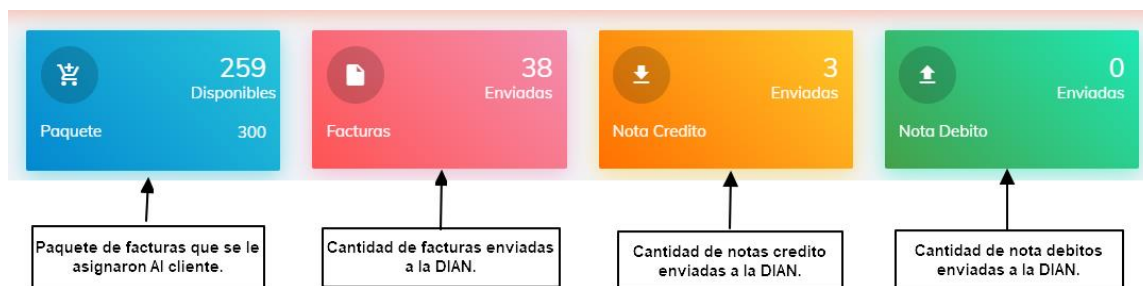 259
Disponibles
Paquete 300
38
Enviadas
Facturas
3
Enviadas
Nota Credito
0
Enviadas
Nota Debito
Paquete de facturas que se le
asignaron Al cliente.
Cantidad de facturas enviadas
a la DIAN.
Cantidad de notas credito
enviadas a la DIAN.
Cantidad de nota debitos
enviadas a la DIAN.